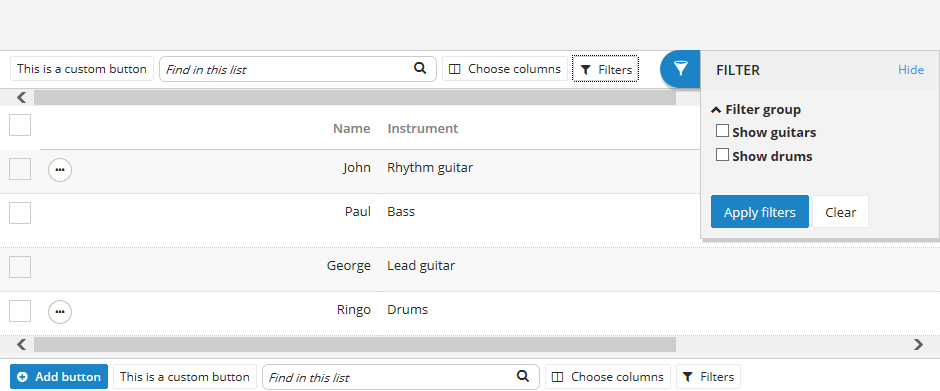 This is a custom button Find in this list Choose columns Filters
FILTER Hide
Filter group
Show guitars
Show drums
Apply filters Clear
Name Instrument
John Rhythm guitar
Paul Bass
George Lead guitar
Ringo Drums
Add button This is a custom button Find in this list Choose columns Filters